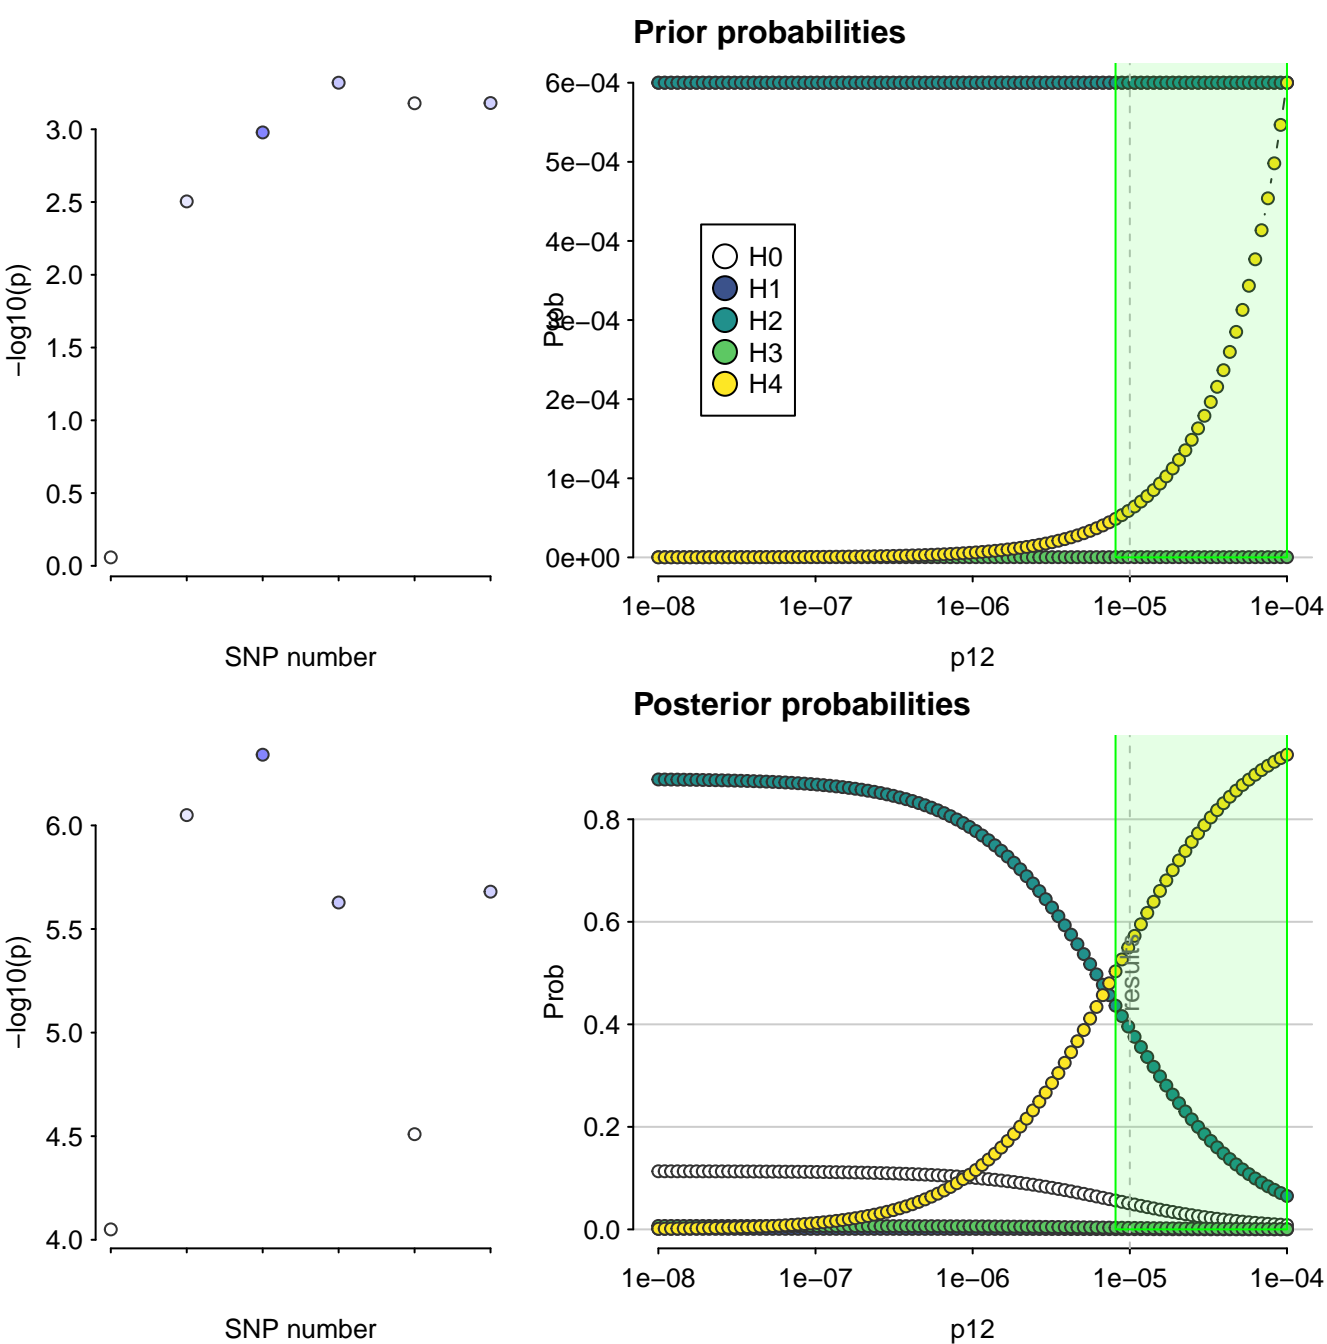 Prior probabilities
−log10(p)
3.0
2.5
2.0
1.5
1.0
0.5
0.0
SNP number
Prob
6e−04
5e−04
4e−04
3e−04
2e−04
1e−04
0e+00
H0
H1
H2
H3
H4
1e−08 1e−07 1e−06 1e−05 1e−04
p12
Posterior probabilities
−log10(p)
6.0
5.5
5.0
4.5
4.0
SNP number
Prob
0.8
0.6
0.4
0.2
0.0
results
1e−08 1e−07 1e−06 1e−05 1e−04
p12